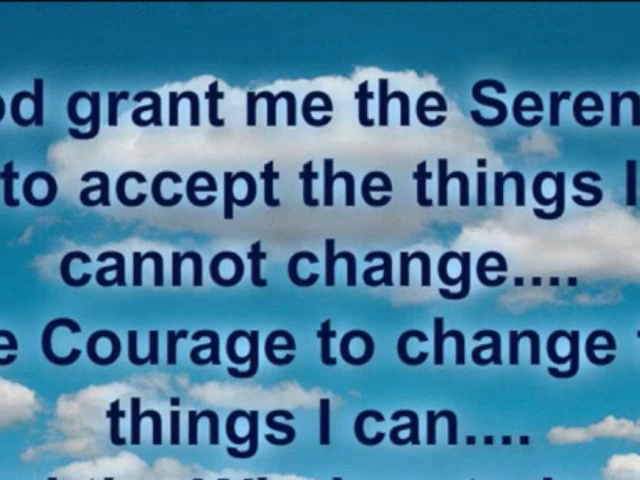 od grant me the Seren
to accept the things I
cannot change....
e Courage to change t
things I can....